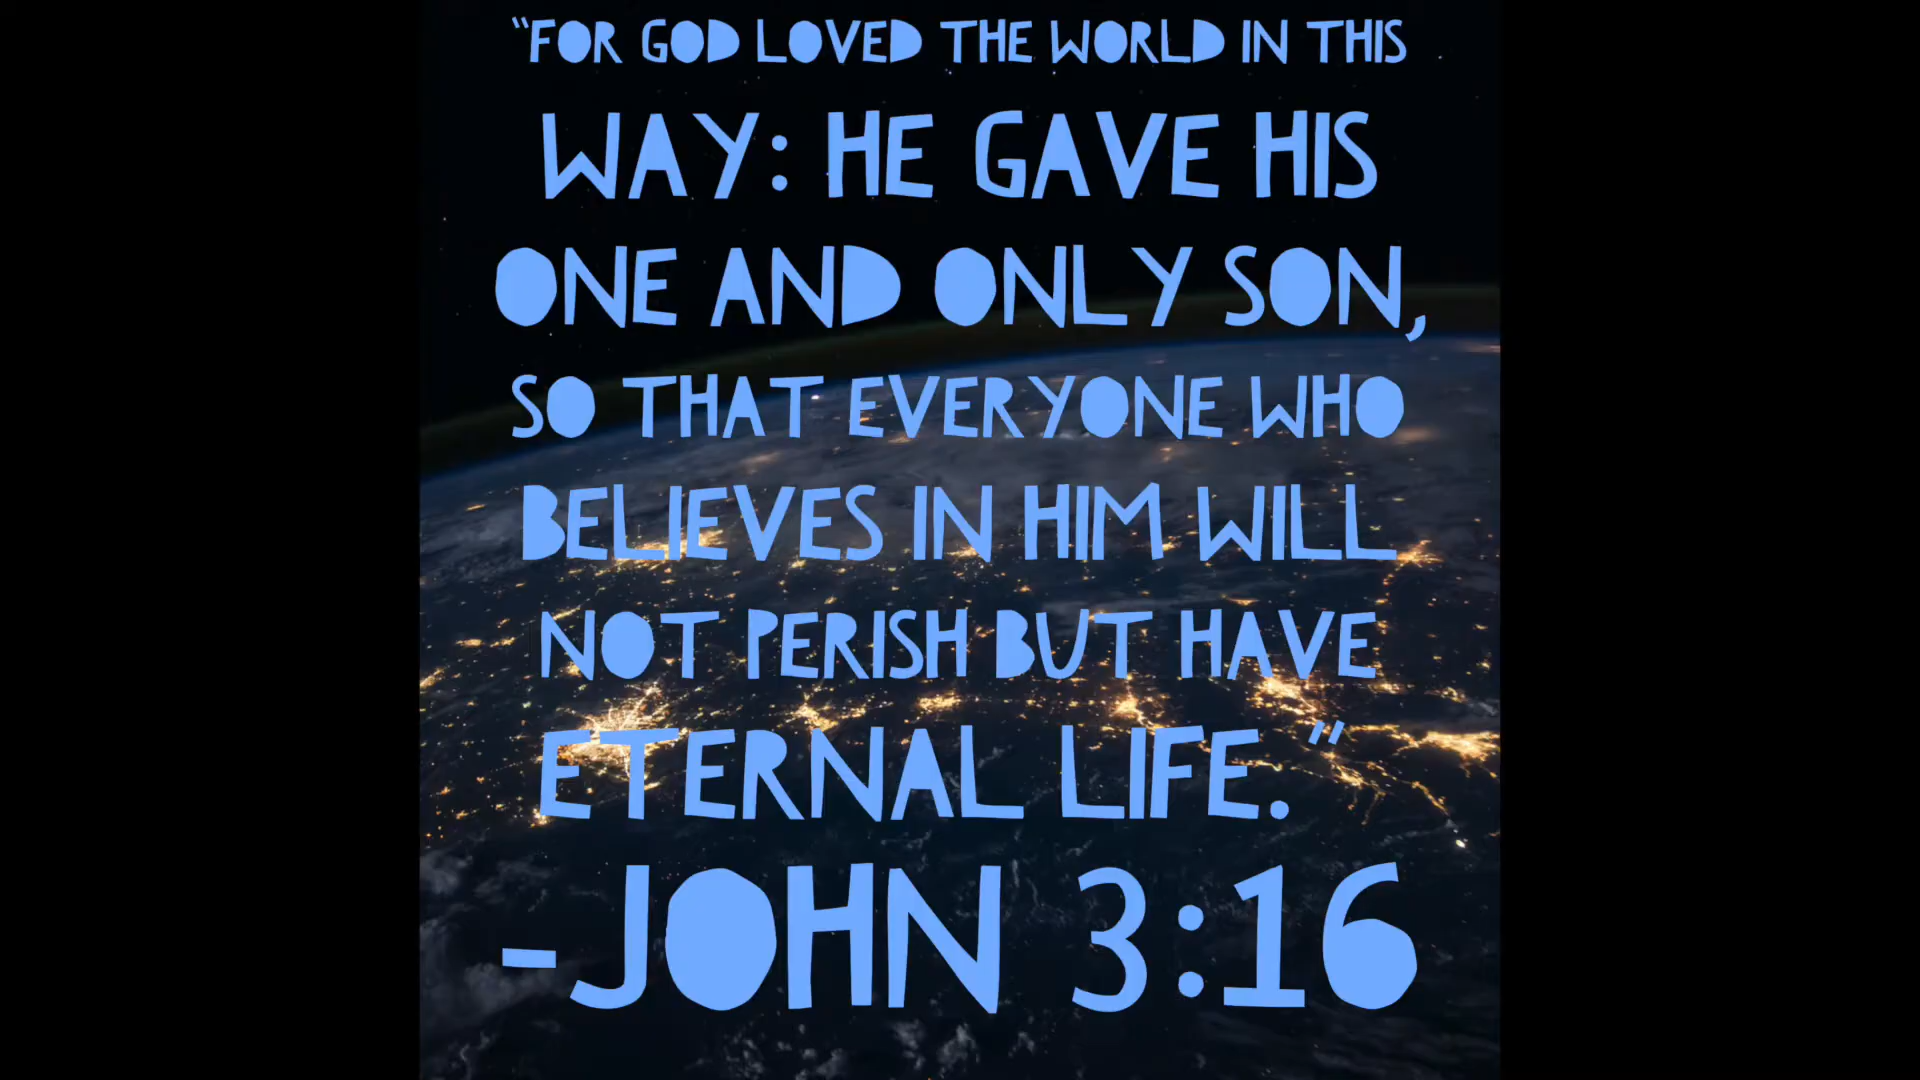 “FOR GOD LOVED THE WORLD IN THIS
WAY: HE GAVE HIS
ONE AND ONLY SON,
SO THAT EVERYONE WHO
BELIEVES IN HIM WILL
NOT PERISH BUT HAVE
ETERNAL LIFE.”
-JOHN 3:16